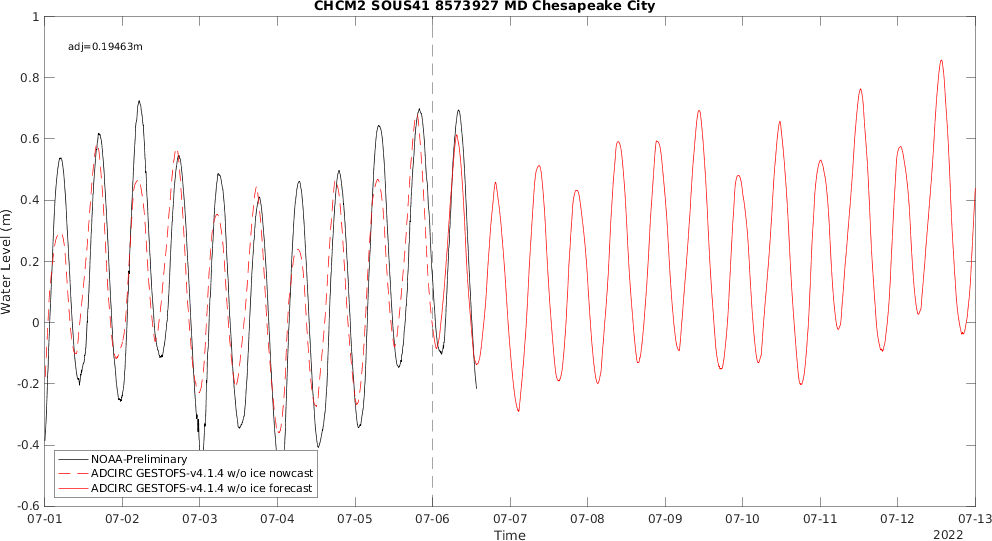 CHCM2 SOUS41 8573927 MD Chesapeake City
adj=0.19463m
1
0.8
0.6
0.4
0.2
0
-0.2
-0.4
-0.6
Water Level (m)
NOAA-Preliminary
ADCIRC GESTOFS-v4.1.4 w/o ice nowcast
ADCIRC GESTOFS-v4.1.4 w/o ice forecast
07-01 07-02 07-03 07-04 07-05 07-06 07-07 07-08 07-09 07-10 07-11 07-12 07-13
Time
2022